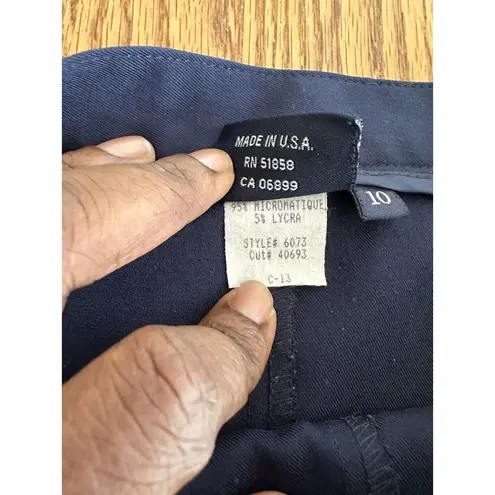 MADE IN U.S.A.
RN 51858
CA 06899
10
95% MICROMATIQUE
5% LYCRA
STYLE# 6073
Cut# 40693
C-13